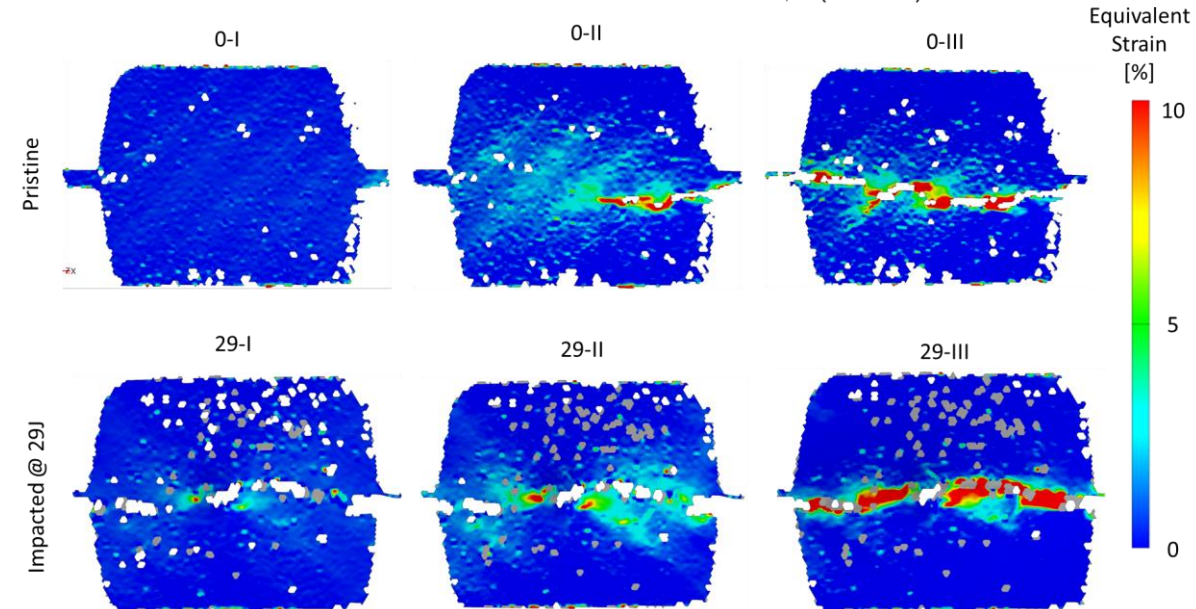 Equivalent
Strain
[%]
0-I
0-II
0-III
10
Pristine
5
29-I
29-II
29-III
Impacted @ 29J
0